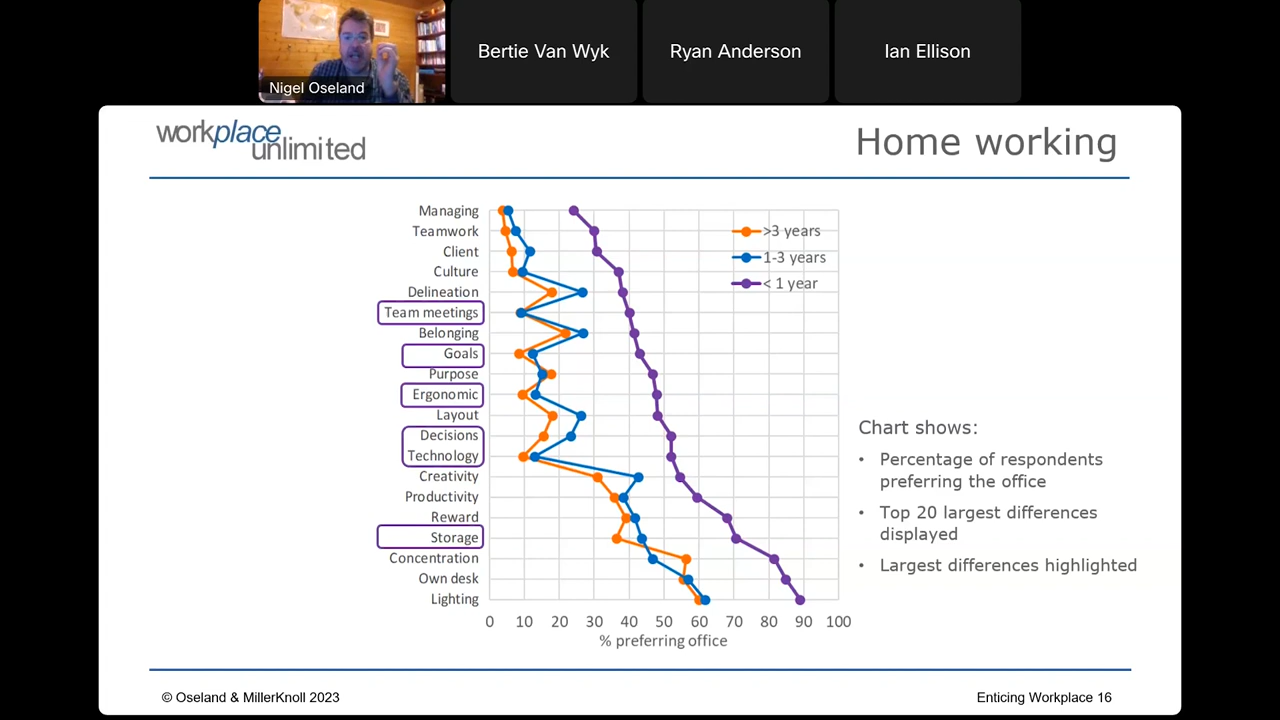 Nigel Oseland
Bertie Van Wyk
Ryan Anderson
Ian Ellison
workplace
unlimited
Home working
Managing
Teamwork
Client
Culture
Delineation
Team meetings
Belonging
Goals
Purpose
Ergonomic
Layout
Decisions
Technology
Creativity
Productivity
Reward
Storage
Concentration
Own desk
Lighting
>3 years
1-3 years
< 1 year
0 10 20 30 40 50 60 70 80 90 100
% preferring office
Chart shows:
• Percentage of respondents
preferring the office
• Top 20 largest differences
displayed
• Largest differences highlighted
© Oseland & MillerKnoll 2023
Enticing Workplace 16